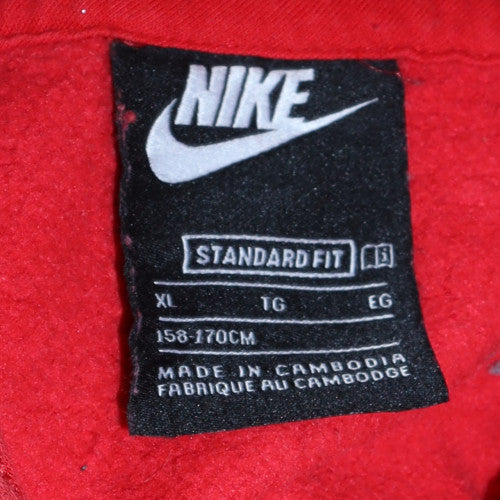 NIKE
STANDARD FIT i
XL TG EG
158-170CM
MADE IN CAMBODIA
FABRIQUE AU CAMBODGE